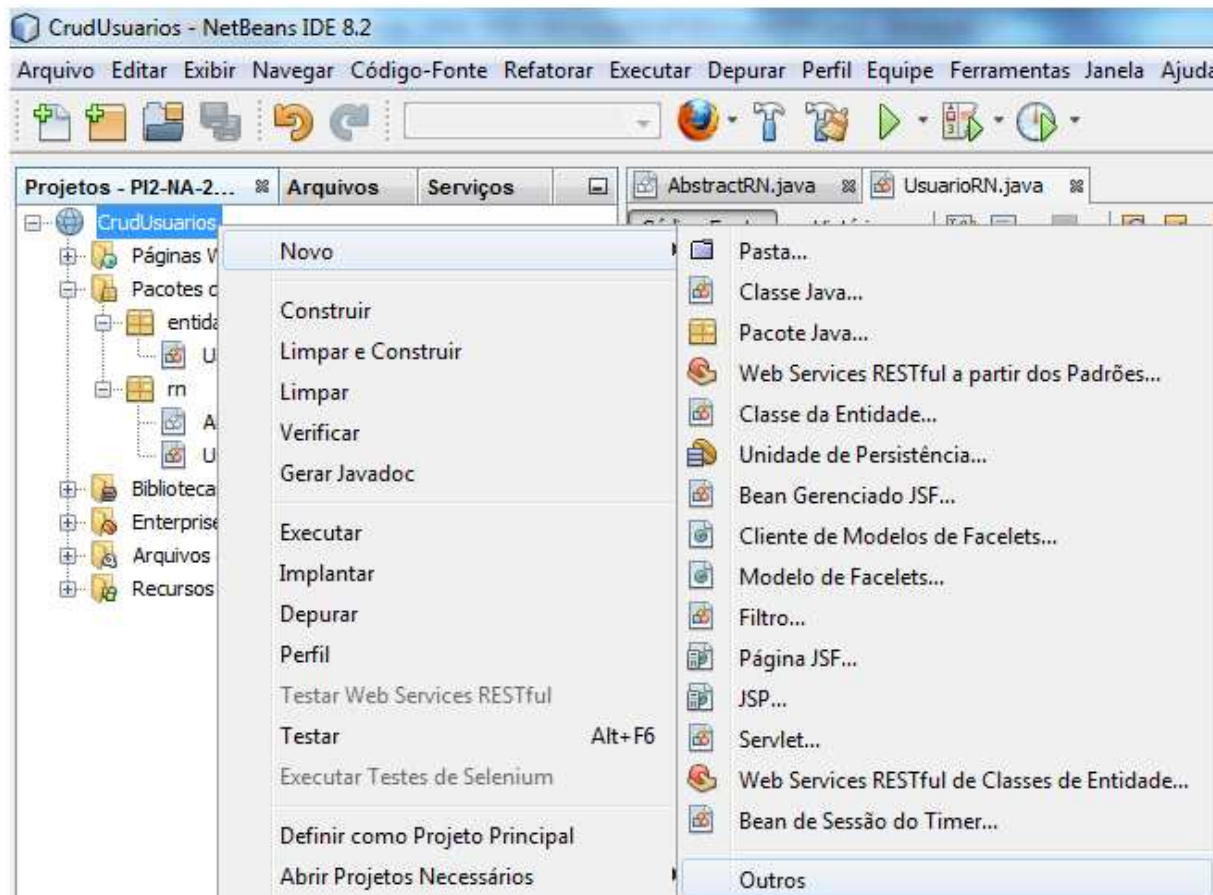 CrudUsuarios - NetBeans IDE 8.2
Arquivo Editar Exibir Navegar Código-Fonte Refatorar Executar Depurar Perfil Equipe Ferramentas Janela Ajuda
Projetos - PI2-NA-2... Arquivos Serviços AbstractRN.java UsuarioRN.java
CrudUsuarios
Páginas W
Pacotes d
entida
U
rn
A
U
Biblioteca
Enterprise
Arquivos
Recursos
Novo
Construir
Limpar e Construir
Limpar
Verificar
Gerar Javadoc
Executar
Implantar
Depurar
Perfil
Testar Web Services RESTful
Testar Alt+F6
Executar Testes de Selenium
Definir como Projeto Principal
Abrir Projetos Necessários
Pasta...
Classe Java...
Pacote Java...
Web Services RESTful a partir dos Padrões...
Classe da Entidade...
Unidade de Persistência...
Bean Gerenciado JSF...
Cliente de Modelos de Facelets...
Modelo de Facelets...
Filtro...
Página JSF...
JSP...
Servlet...
Web Services RESTful de Classes de Entidade...
Bean de Sessão do Timer...
Outros